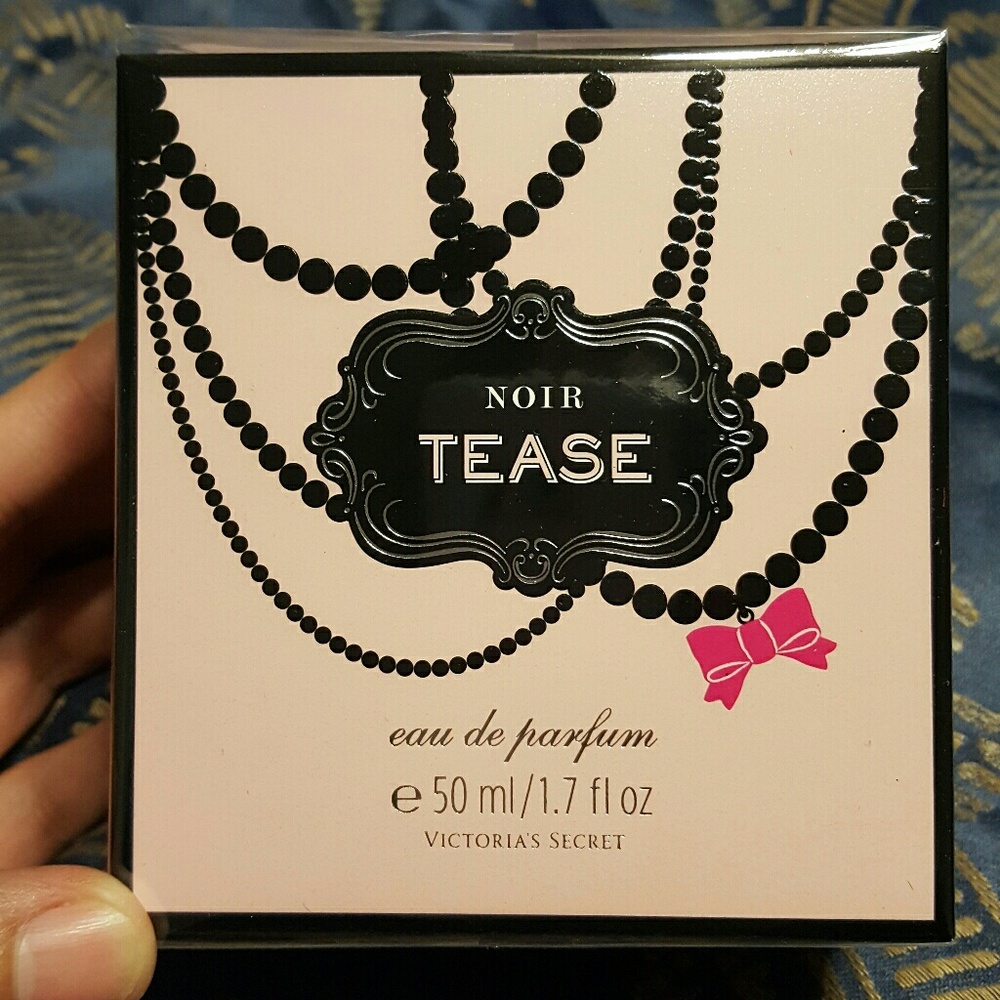 NOIR
TEASE
eau de parfum
℮ 50 ml/1.7 fl oz
VICTORIA'S SECRET